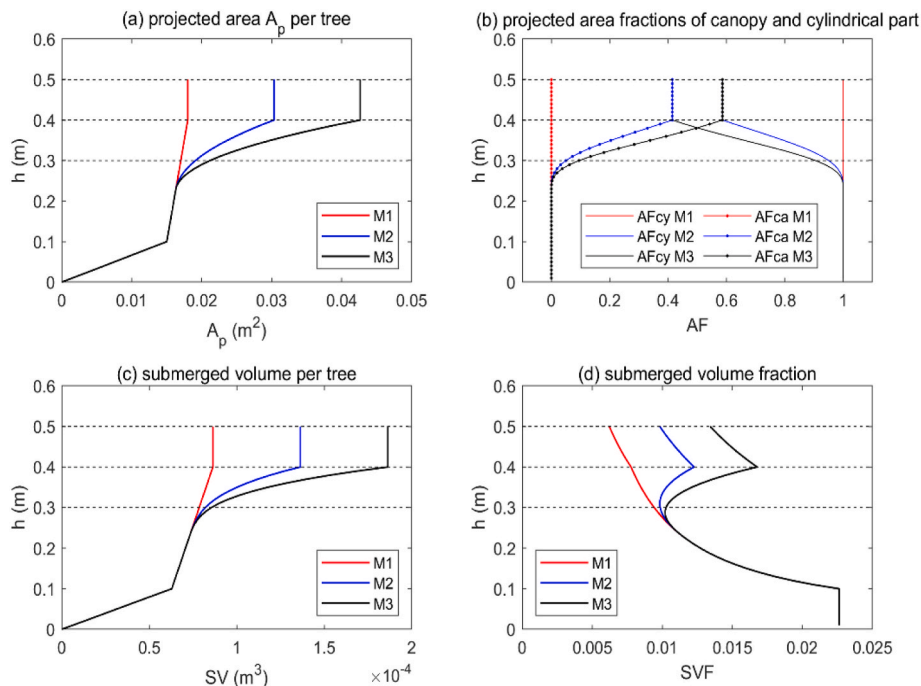 (a) projected area A_p per tree
0.6
0.5
0.4
0.3
0.2
0.1
0
h (m)
M1
M2
M3
0 0.01 0.02 0.03 0.04 0.05
A_p (m^2)
(b) projected area fractions of canopy and cylindrical part
0.6
0.5
0.4
0.3
0.2
0.1
0
h (m)
AFcy M1 AFca M1
AFcy M2 AFca M2
AFcy M3 AFca M3
0 0.2 0.4 0.6 0.8 1
AF
(c) submerged volume per tree
0.6
0.5
0.4
0.3
0.2
0.1
0
h (m)
M1
M2
M3
0 0.5 1 1.5 2
SV (m^3) ×10^-4
(d) submerged volume fraction
0.6
0.5
0.4
0.3
0.2
0.1
0
h (m)
M1
M2
M3
0 0.005 0.01 0.015 0.02 0.025
SVF